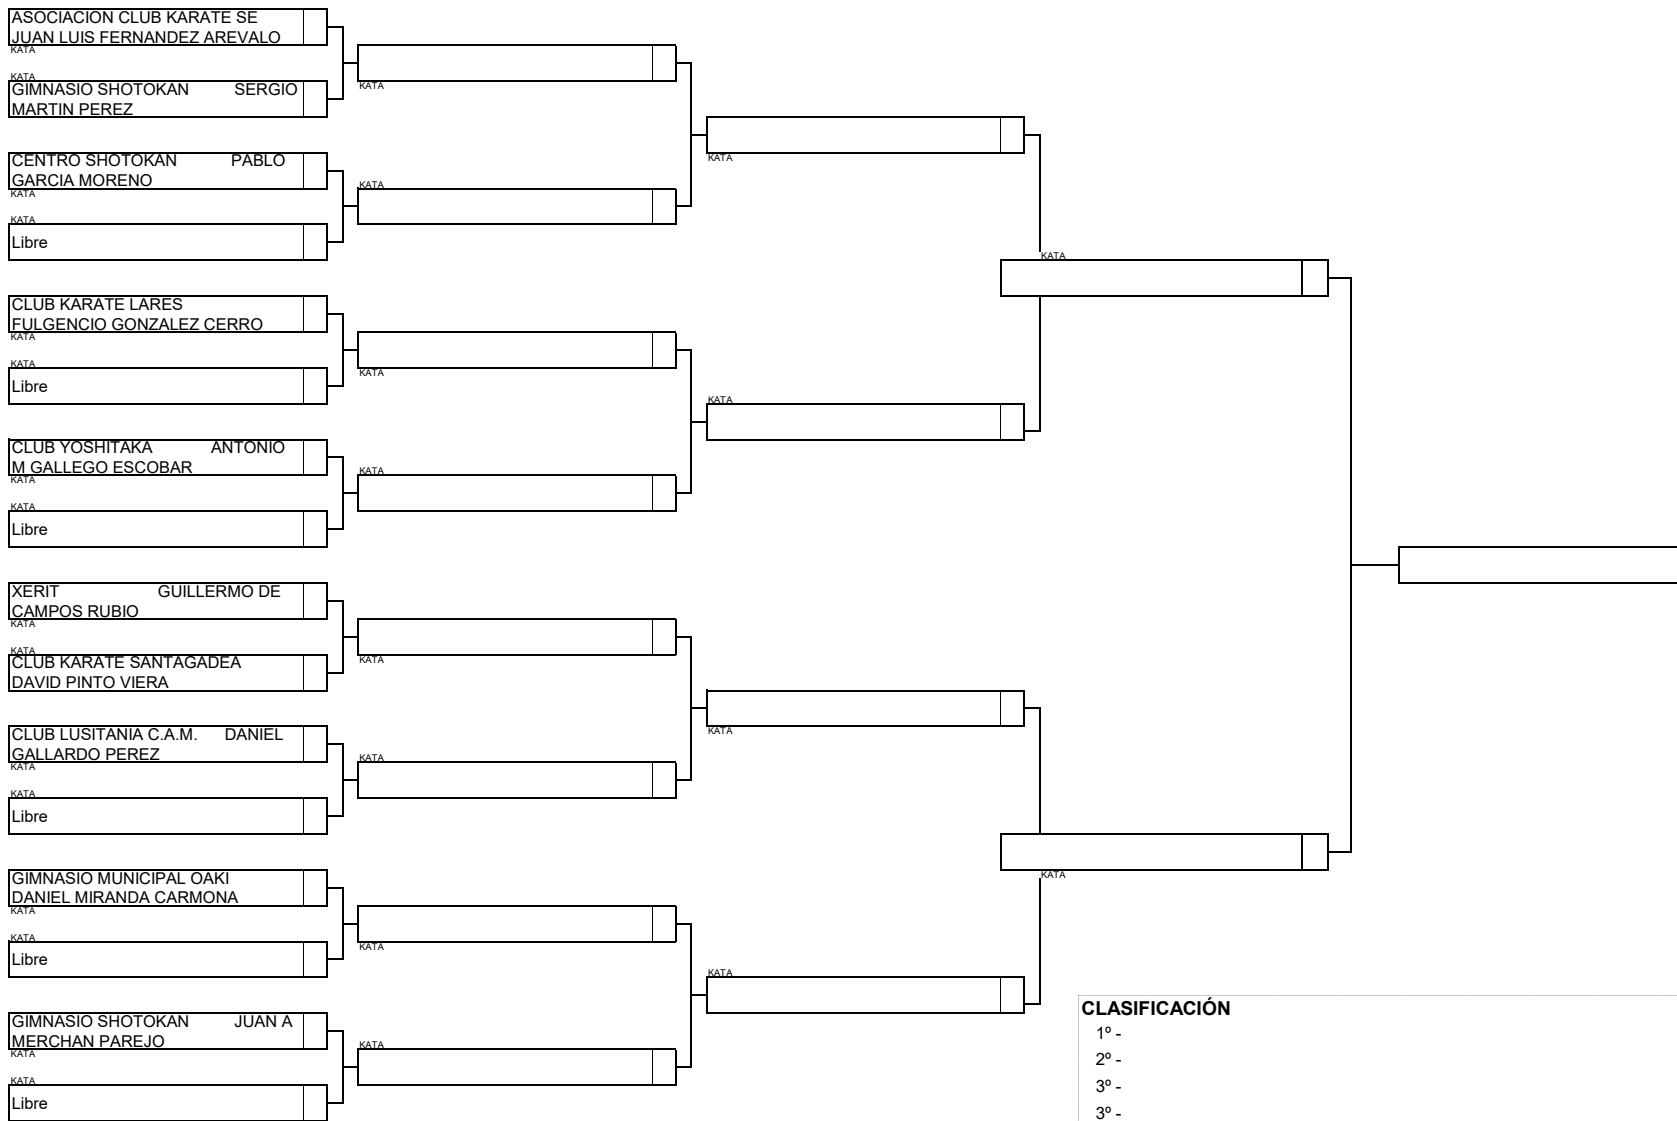 ASOCIACION CLUB KARATE SE
JUAN LUIS FERNANDEZ AREVALO
KATA
KATA
GIMNASIO SHOTOKAN SERGIO
MARTIN PEREZ
CENTRO SHOTOKAN PABLO
GARCIA MORENO
KATA
KATA
Libre
CLUB KARATE LARES
FULGENCIO GONZALEZ CERRO
KATA
KATA
Libre
CLUB YOSHITAKA ANTONIO
M GALLEGO ESCOBAR
KATA
KATA
Libre
XERIT GUILLERMO DE
CAMPOS RUBIO
KATA
KATA
CLUB KARATE SANTAGADEA
DAVID PINTO VIERA
CLUB LUSITANIA C.A.M. DANIEL
GALLARDO PEREZ
KATA
KATA
Libre
GIMNASIO MUNICIPAL OAKI
DANIEL MIRANDA CARMONA
KATA
KATA
Libre
GIMNASIO SHOTOKAN JUAN A
MERCHAN PAREJO
KATA
KATA
Libre
KATA
KATA
KATA
KATA
KATA
KATA
KATA
KATA
KATA
KATA
KATA
KATA
KATA
KATA
CLASIFICACIÓN
1º -
2º -
3º -
3º -